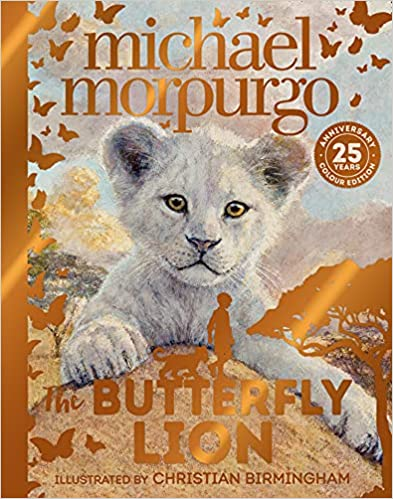 michael
morpurgo
ANNIVERSARY
25
YEARS
COLOUR EDITION
The BUTTERFLY
LION
ILLUSTRATED BY CHRISTIAN BIRMINGHAM